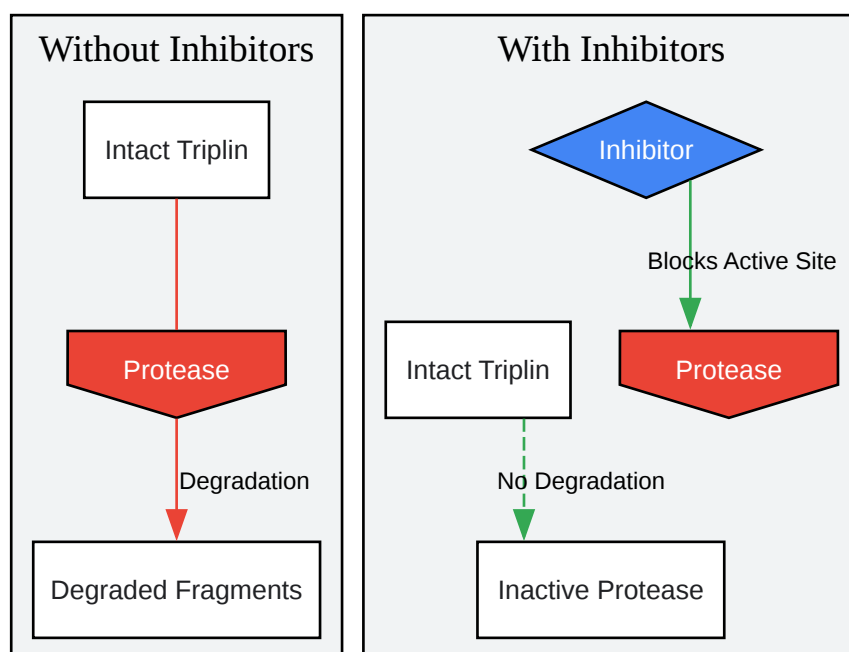 Without Inhibitors
Intact Triplin
Protease
Degradation
Degraded Fragments
With Inhibitors
Inhibitor
Blocks Active Site
Intact Triplin
Protease
No Degradation
Inactive Protease